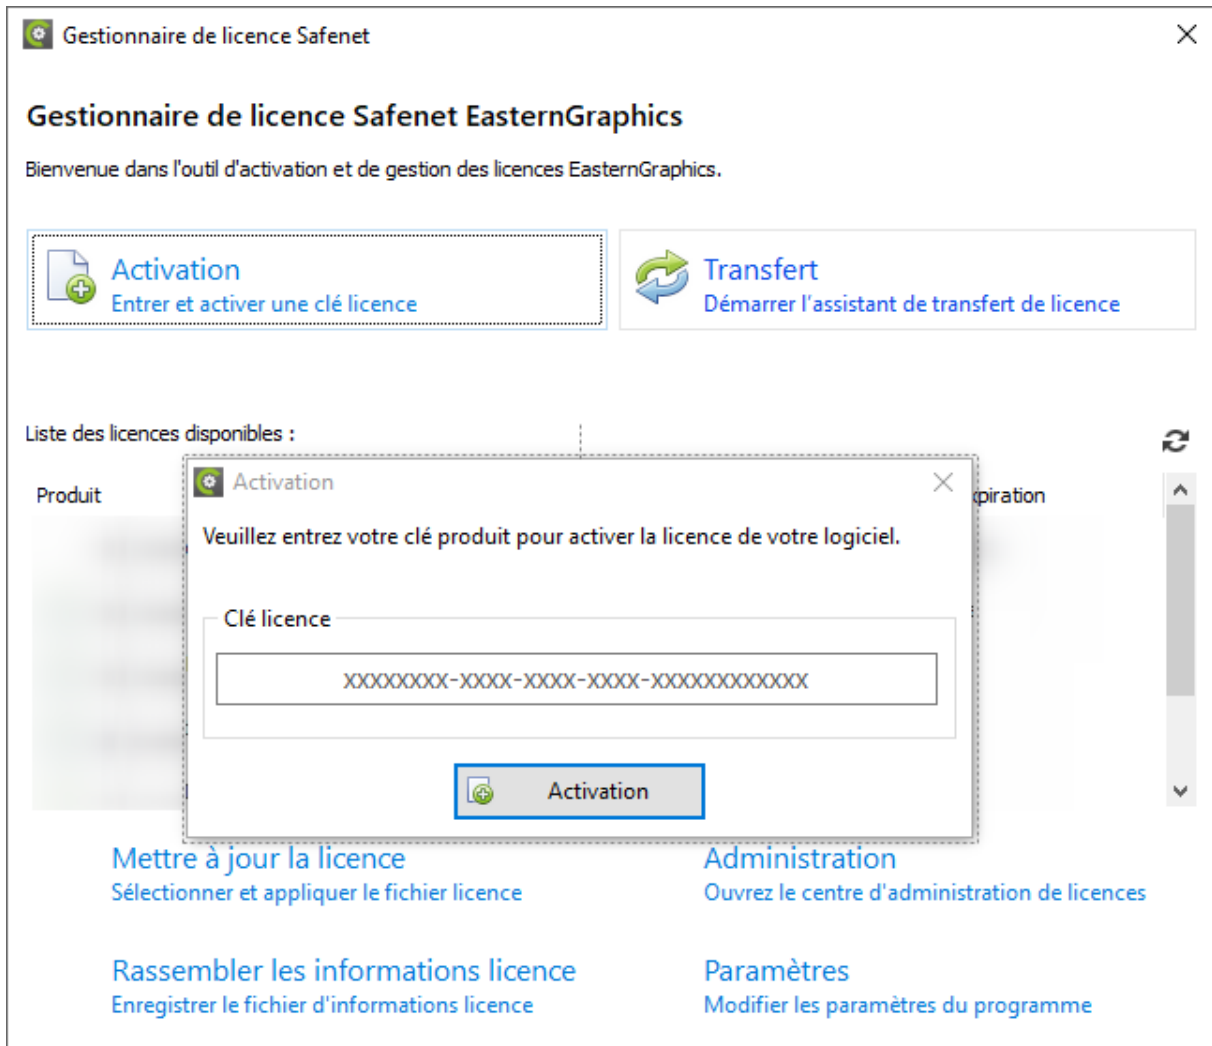 Gestionnaire de licence Safenet
Gestionnaire de licence Safenet EasternGraphics
Bienvenue dans l'outil d'activation et de gestion des licences EasternGraphics.
Activation
Entrer et activer une clé licence
Transfert
Démarrer l'assistant de transfert de licence
Liste des licences disponibles :
Produit
piration
Activation
Veuillez entrez votre clé produit pour activer la licence de votre logiciel.
Clé licence
xxxxxxxx-xxxx-xxxx-xxxx-xxxxxxxxxxxx
Activation
Mettre à jour la licence
Sélectionner et appliquer le fichier licence
Administration
Ouvrez le centre d'administration de licences
Rassembler les informations licence
Enregistrer le fichier d'informations licence
Paramètres
Modifier les paramètres du programme